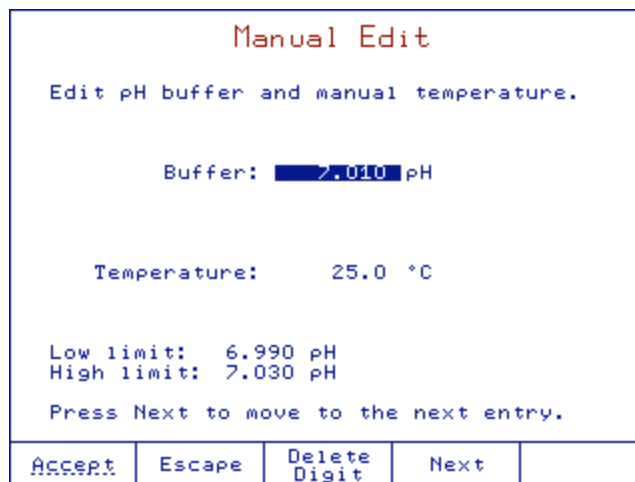 Manual Edit
Edit pH buffer and manual temperature.
Buffer: 7.010 pH
Temperature: 25.0 °C
Low limit: 6.990 pH
High limit: 7.030 pH
Press Next to move to the next entry.
Accept Escape Delete Digit Next